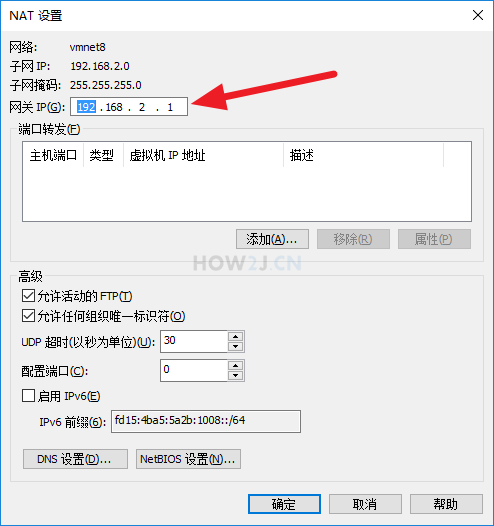 NAT 设置
网络: vmnet8
子网 IP: 192.168.2.0
子网掩码: 255.255.255.0
网关 IP(G): 192 . 168 . 2 . 1
端口转发(F)
主机端口 类型 虚拟机 IP 地址 描述
添加(A)... 移除(R) 属性(P)
HOW2J.CN
高级
允许活动的 FTP(T)
允许任何组织唯一标识符(O)
UDP 超时(以秒为单位)(U): 30
配置端口(C): 0
启用 IPv6(E)
IPv6 前缀(6): fd15:4ba5:5a2b:1008::/64
DNS 设置(D)... NetBIOS 设置(N)...
确定 取消 帮助